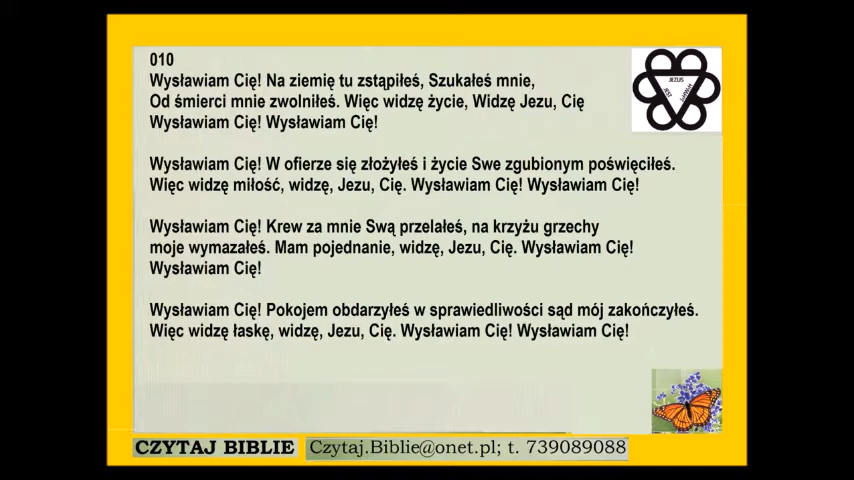 010
Wysławiam Cię! Na ziemię tu zstąpiłeś, Szukałeś mnie,
Od śmierci mnie zwolniłeś. Więc widzę życie, Widzę Jezu, Cię
Wysławiam Cię! Wysławiam Cię!
Wysławiam Cię! W ofierze się złożyłeś i życie Swe zgubionym poświęciłeś.
Więc widzę miłość, widzę, Jezu, Cię. Wysławiam Cię! Wysławiam Cię!
Wysławiam Cię! Krew za mnie Swą przelałeś, na krzyżu grzechy
moje wymazałeś. Mam pojednanie, widzę, Jezu, Cię. Wysławiam Cię!
Wysławiam Cię!
Wysławiam Cię! Pokojem obdarzyłeś w sprawiedliwości sąd mój zakończyłeś.
Więc widzę łaskę, widzę, Jezu, Cię. Wysławiam Cię! Wysławiam Cię!
JEZUS
JEST
PANEM
CZYTAJ BIBLIE
Czytaj.Biblie@onet.pl; t. 739089088